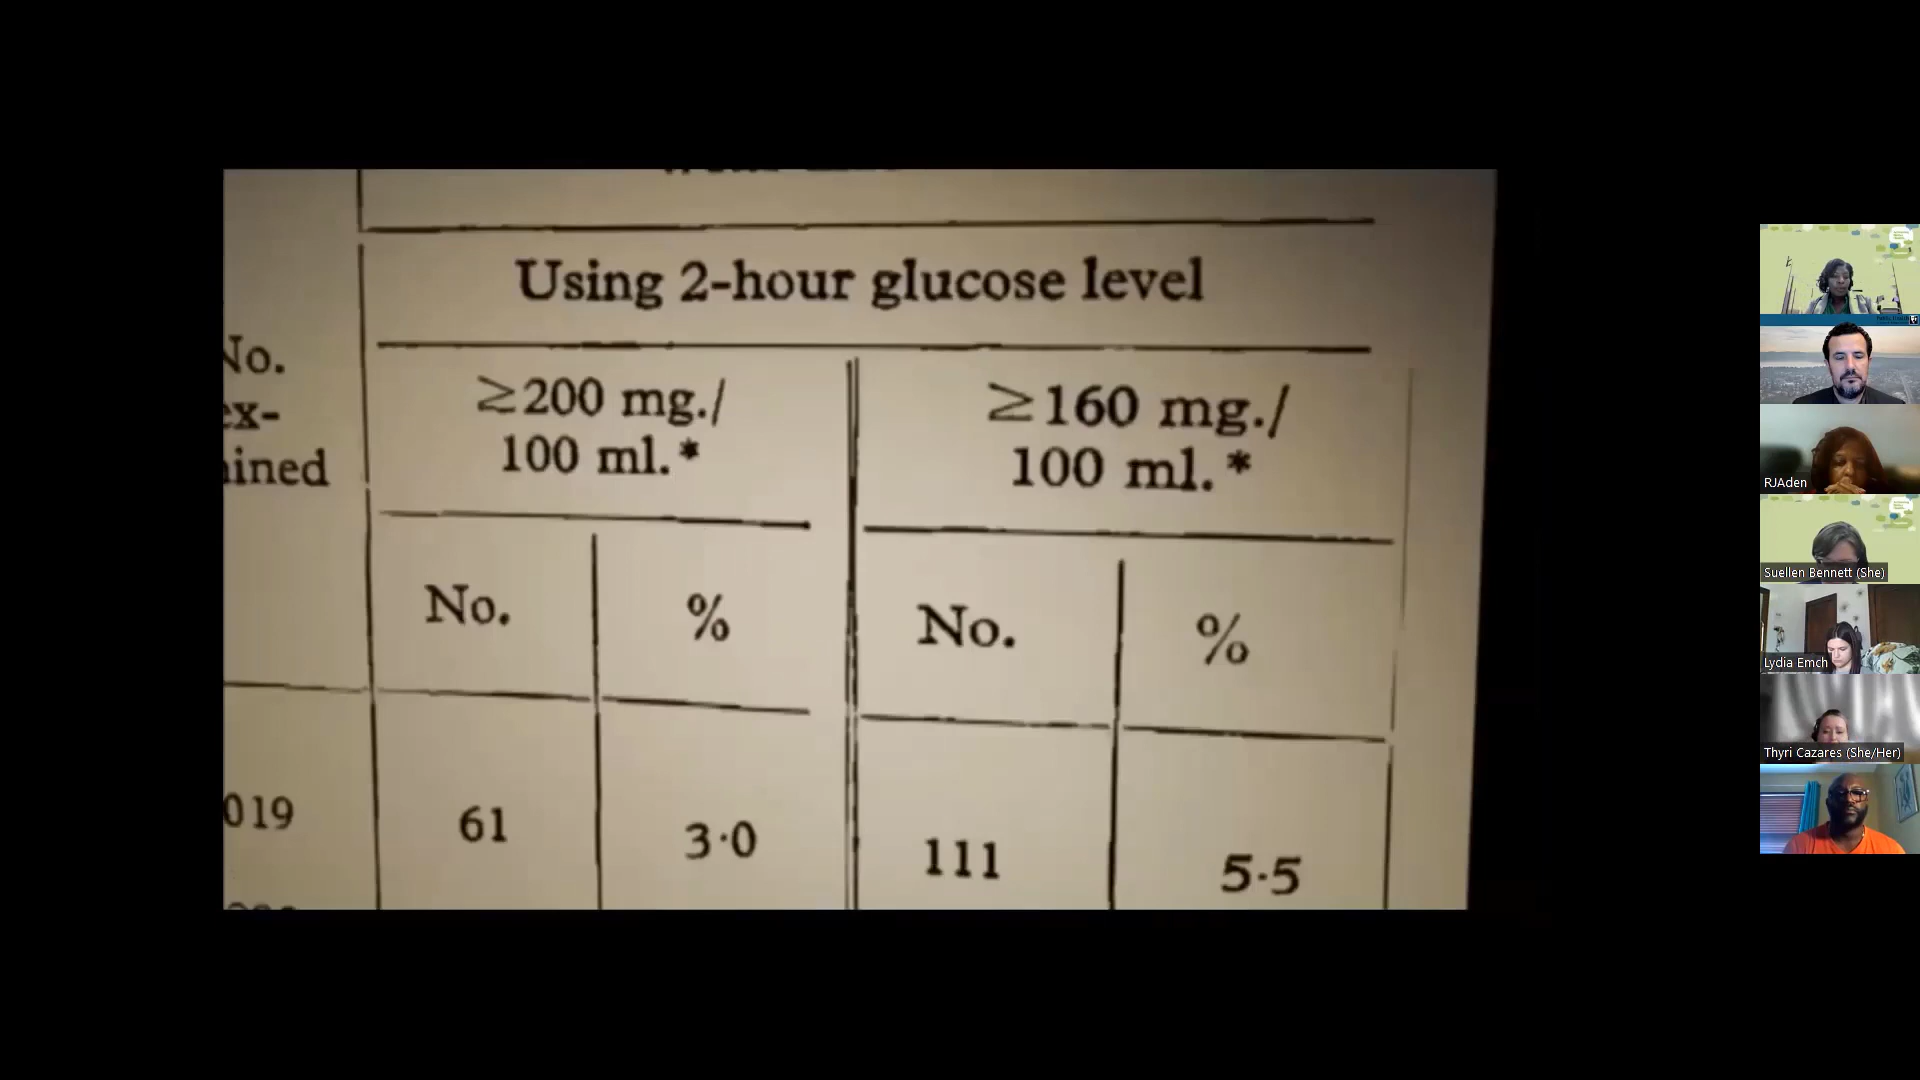 Using 2-hour glucose level
No.
ex-
ined
≥200 mg./
100 ml.*
≥160 mg./
100 ml.*
No.
%
No.
%
019
61
3·0
111
5·5
RJAden
Suellen Bennett (She)
Lydia Emch
Thyri Cazares (She/Her)